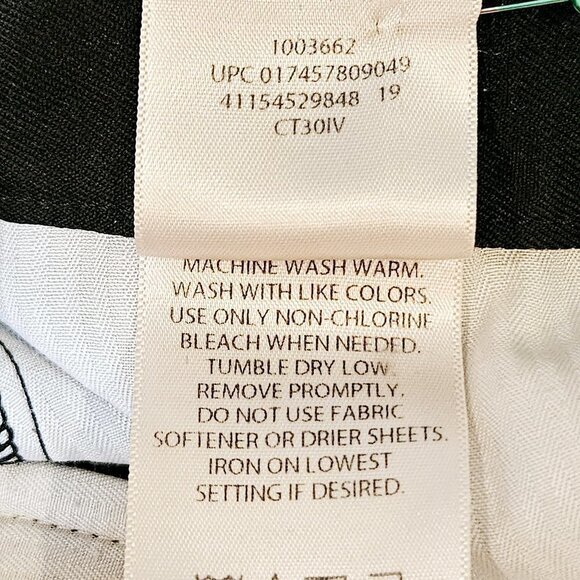 1003662
UPC 017457809049
41154529848 19
CT30IV
MACHINE WASH WARM.
WASH WITH LIKE COLORS.
USE ONLY NON-CHLORINE
BLEACH WHEN NEEDED.
TUMBLE DRY LOW.
REMOVE PROMPTLY.
DO NOT USE FABRIC
SOFTENER OR DRIER SHEETS.
IRON ON LOWEST
SETTING IF DESIRED.